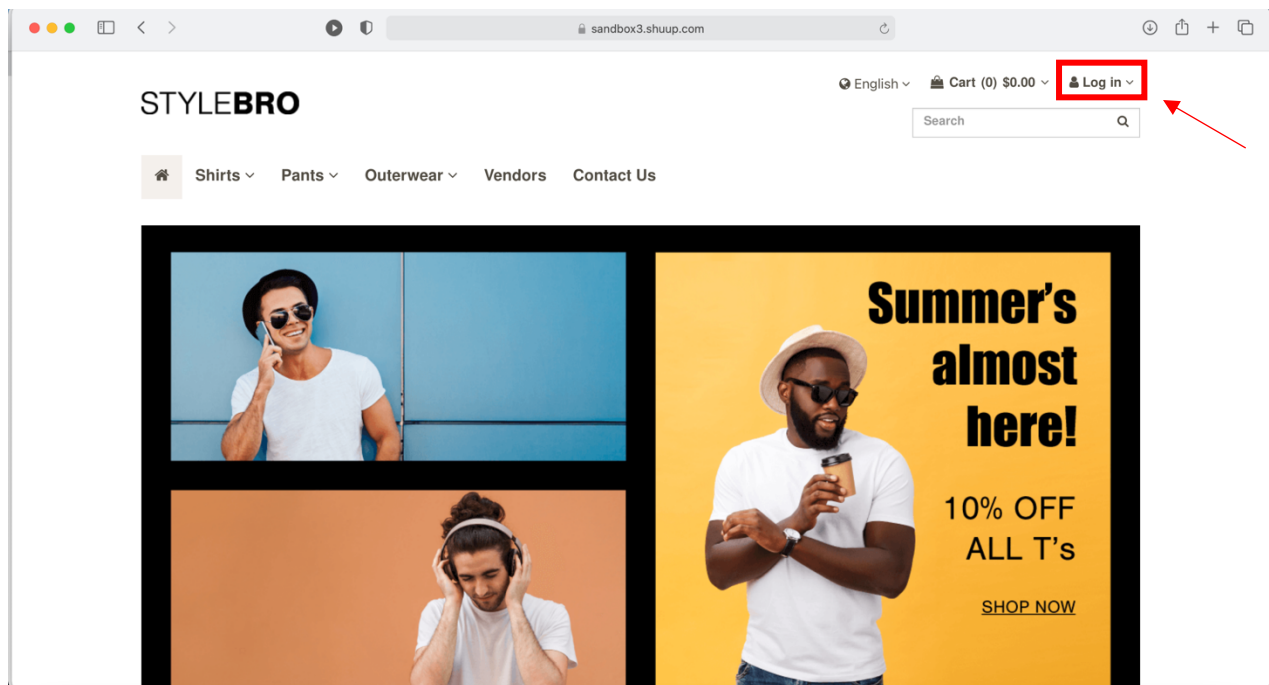 sandbox3.shuup.com
English
Cart (0) $0.00
Log in
STYLEBRO
Search
Shirts
Pants
Outerwear
Vendors
Contact Us
Summer's
almost
here!
10% OFF
ALL T's
SHOP NOW